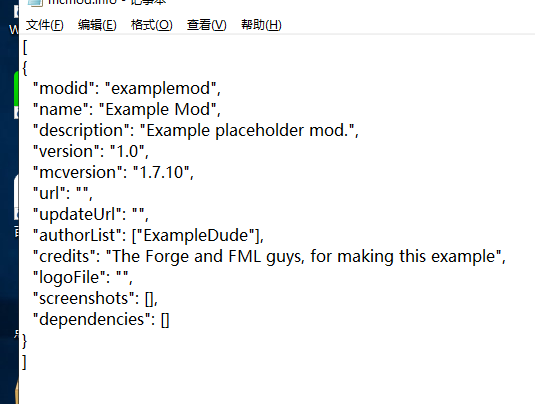 mcmod.info - 记事本
文件(F) 编辑(E) 格式(O) 查看(V) 帮助(H)
[
{
"modid": "examplemod",
"name": "Example Mod",
"description": "Example placeholder mod.",
"version": "1.0",
"mcversion": "1.7.10",
"url": "",
"updateUrl": "",
"authorList": ["ExampleDude"],
"credits": "The Forge and FML guys, for making this example",
"logoFile": "",
"screenshots": [],
"dependencies": []
}
]